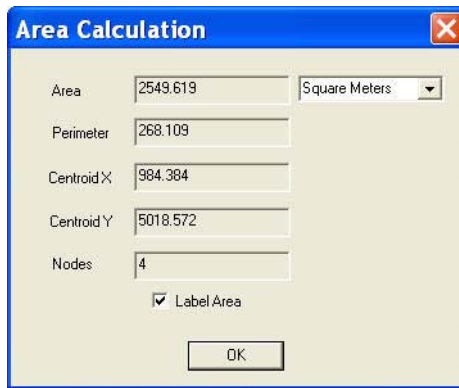 Area Calculation
Area 2549.619 Square Meters
Perimeter 268.109
Centroid X 984.384
Centroid Y 5018.572
Nodes 4
Label Area
OK